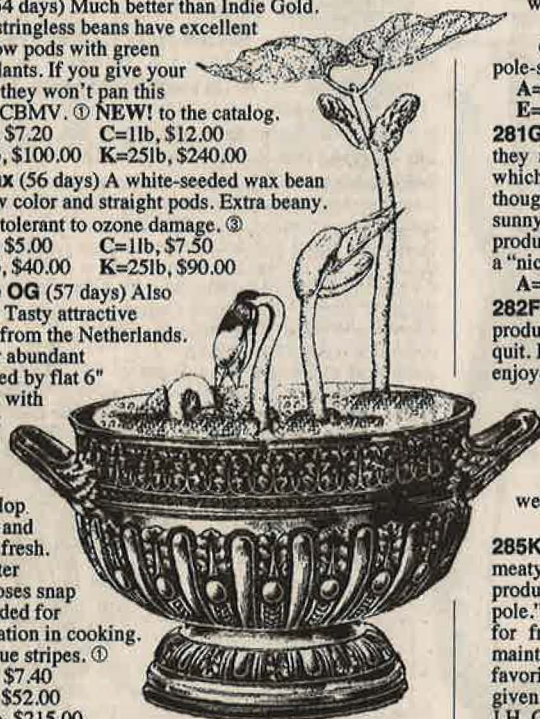 4 days) Much better than Indie Gold.
stringless beans have excellent
ow pods with green
lants. If you give your
they won't pan this
CBMV. ① NEW! to the catalog.
$7.20 C=1lb, $12.00
, $100.00 K=25lb, $240.00
x (56 days) A white-seeded wax bean
w color and straight pods. Extra beany.
tolerant to ozone damage. ③
$5.00 C=1lb, $7.50
, $40.00 K=25lb, $90.00
OG (57 days) Also
Tasty attractive
from the Netherlands.
abundant
ed by flat 6"
with
lop
and
fresh.
ter
oses snap
ded for
ation in cooking.
ue stripes. ①
$7.40
$52.00
$215.00
w
pole-s
A=
E=
281G
they a
which
thoug
sunny
produ
a "nic
A=
282F
produ
quit. I
enjoy
we
285K
meaty
produ
pole."
for fr
maint
favori
given
J.H. G